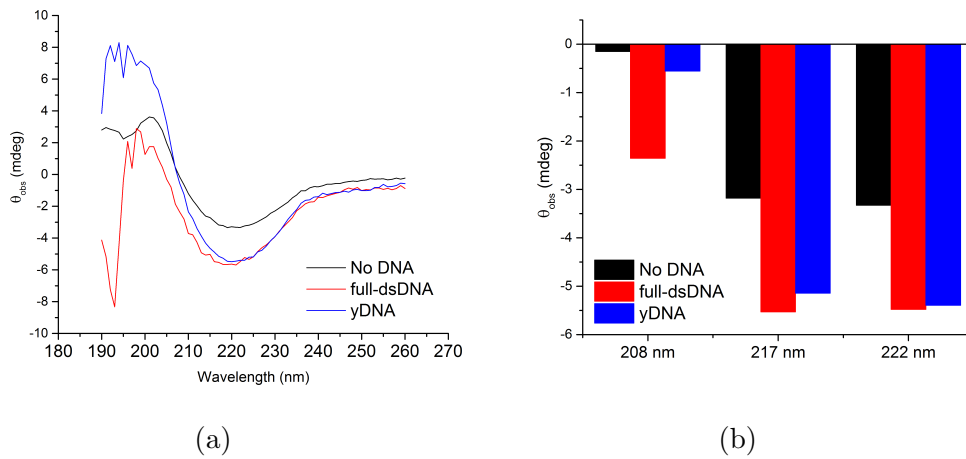 10
8
6
4
2
0
-2
-4
-6
-8
-10
θobs (mdeg)
180 190 200 210 220 230 240 250 260 270
Wavelength (nm)
No DNA
full-dsDNA
yDNA
(a)
0
-1
-2
-3
-4
-5
-6
θobs (mdeg)
No DNA
full-dsDNA
yDNA
208 nm 217 nm 222 nm
(b)